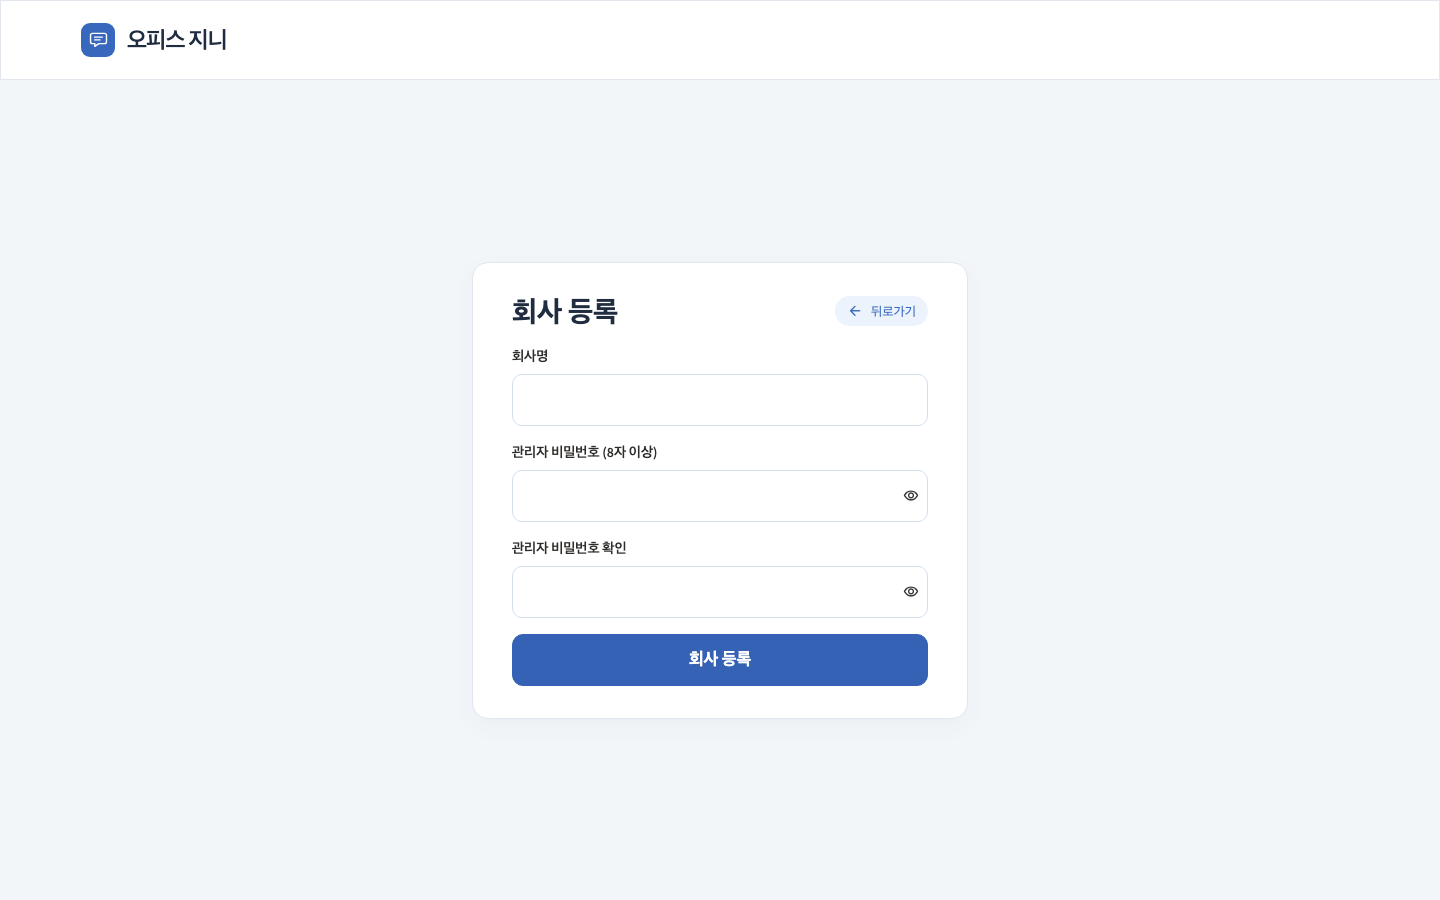 오피스 지니
회사 등록
뒤로가기
회사명
관리자 비밀번호 (8자 이상)
관리자 비밀번호 확인
회사 등록